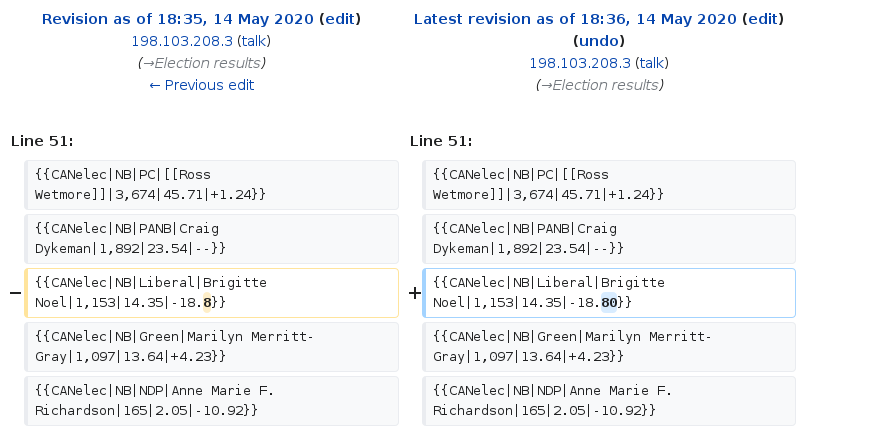 Revision as of 18:35, 14 May 2020 (edit)
198.103.208.3 (talk)
(→Election results)
← Previous edit
Latest revision as of 18:36, 14 May 2020 (edit)
(undo)
198.103.208.3 (talk)
(→Election results)
Line 51:
Line 51:
{{CANelec|NB|PC|[[Ross
Wetmore]]|3,674|45.71|+1.24}}
{{CANelec|NB|PC|[[Ross
Wetmore]]|3,674|45.71|+1.24}}
{{CANelec|NB|PANB|Craig
Dykeman|1,892|23.54|--}}
{{CANelec|NB|PANB|Craig
Dykeman|1,892|23.54|--}}
−
{{CANelec|NB|Liberal|Brigitte
Noel|1,153|14.35|-18.8}}
+
{{CANelec|NB|Liberal|Brigitte
Noel|1,153|14.35|-18.80}}
{{CANelec|NB|Green|Marilyn Merritt-
Gray|1,097|13.64|+4.23}}
{{CANelec|NB|Green|Marilyn Merritt-
Gray|1,097|13.64|+4.23}}
{{CANelec|NB|NDP|Anne Marie F.
Richardson|165|2.05|-10.92}}
{{CANelec|NB|NDP|Anne Marie F.
Richardson|165|2.05|-10.92}}